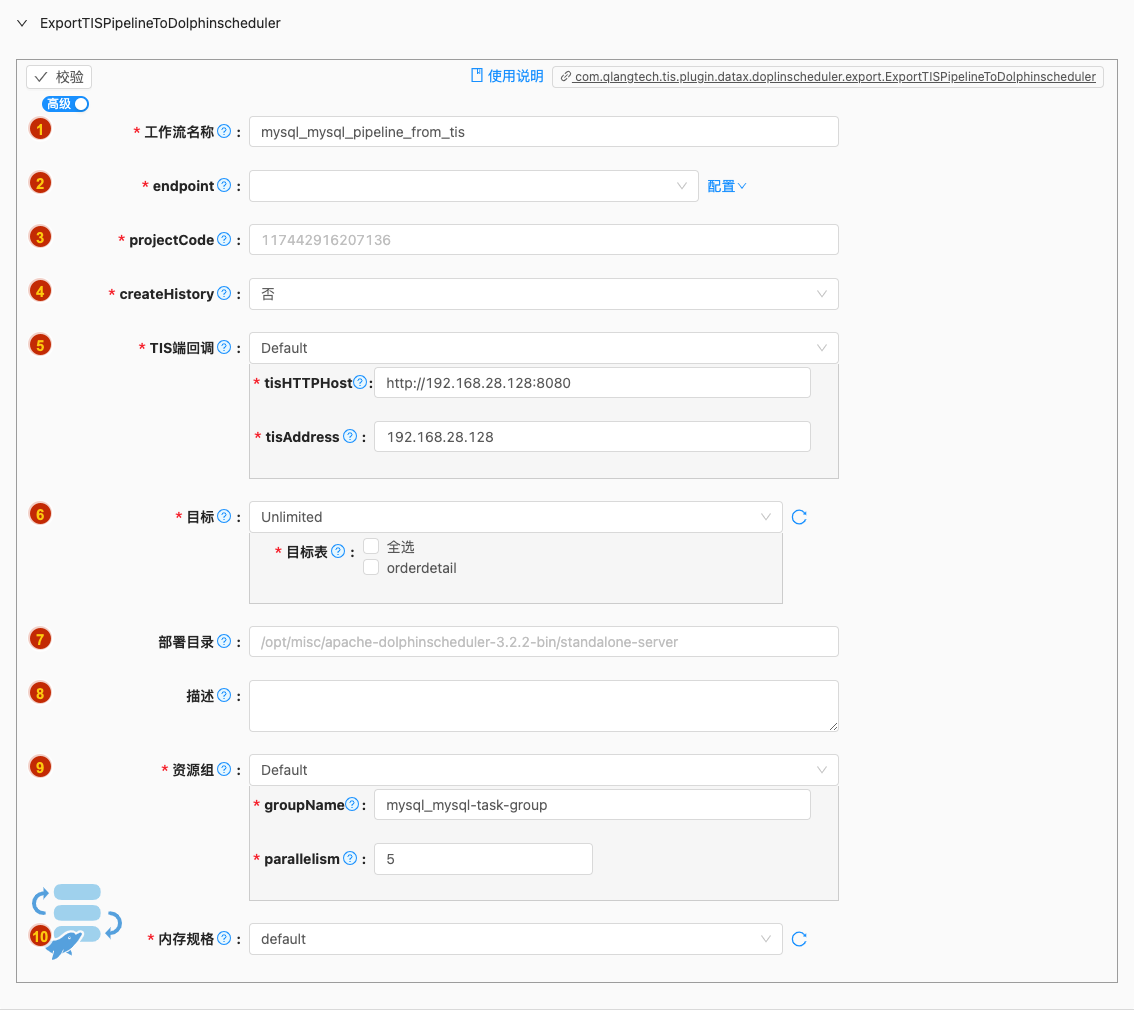 ExportTISPipelineToDolphinscheduler
校验
使用说明
com.qlangtech.tis.plugin.datax.doplinscheduler.export.ExportTISPipelineToDolphinscheduler
高级
1 * 工作流名称 ? : mysql_mysql_pipeline_from_tis
2 * endpoint ? : 配置
3 * projectCode ? : 117442916207136
4 * createHistory ? : 否
5 * TIS端回调 ? : Default
* tisHTTPHost ? : http://192.168.28.128:8080
* tisAddress ? : 192.168.28.128
6 * 目标 ? : Unlimited
* 目标表 ? : 全选
orderdetail
7 部署目录 ? : /opt/misc/apache-dolphinscheduler-3.2.2-bin/standalone-server
8 描述 ? :
9 * 资源组 ? : Default
* groupName ? : mysql_mysql-task-group
* parallelism ? : 5
10 * 内存规格 ? : default